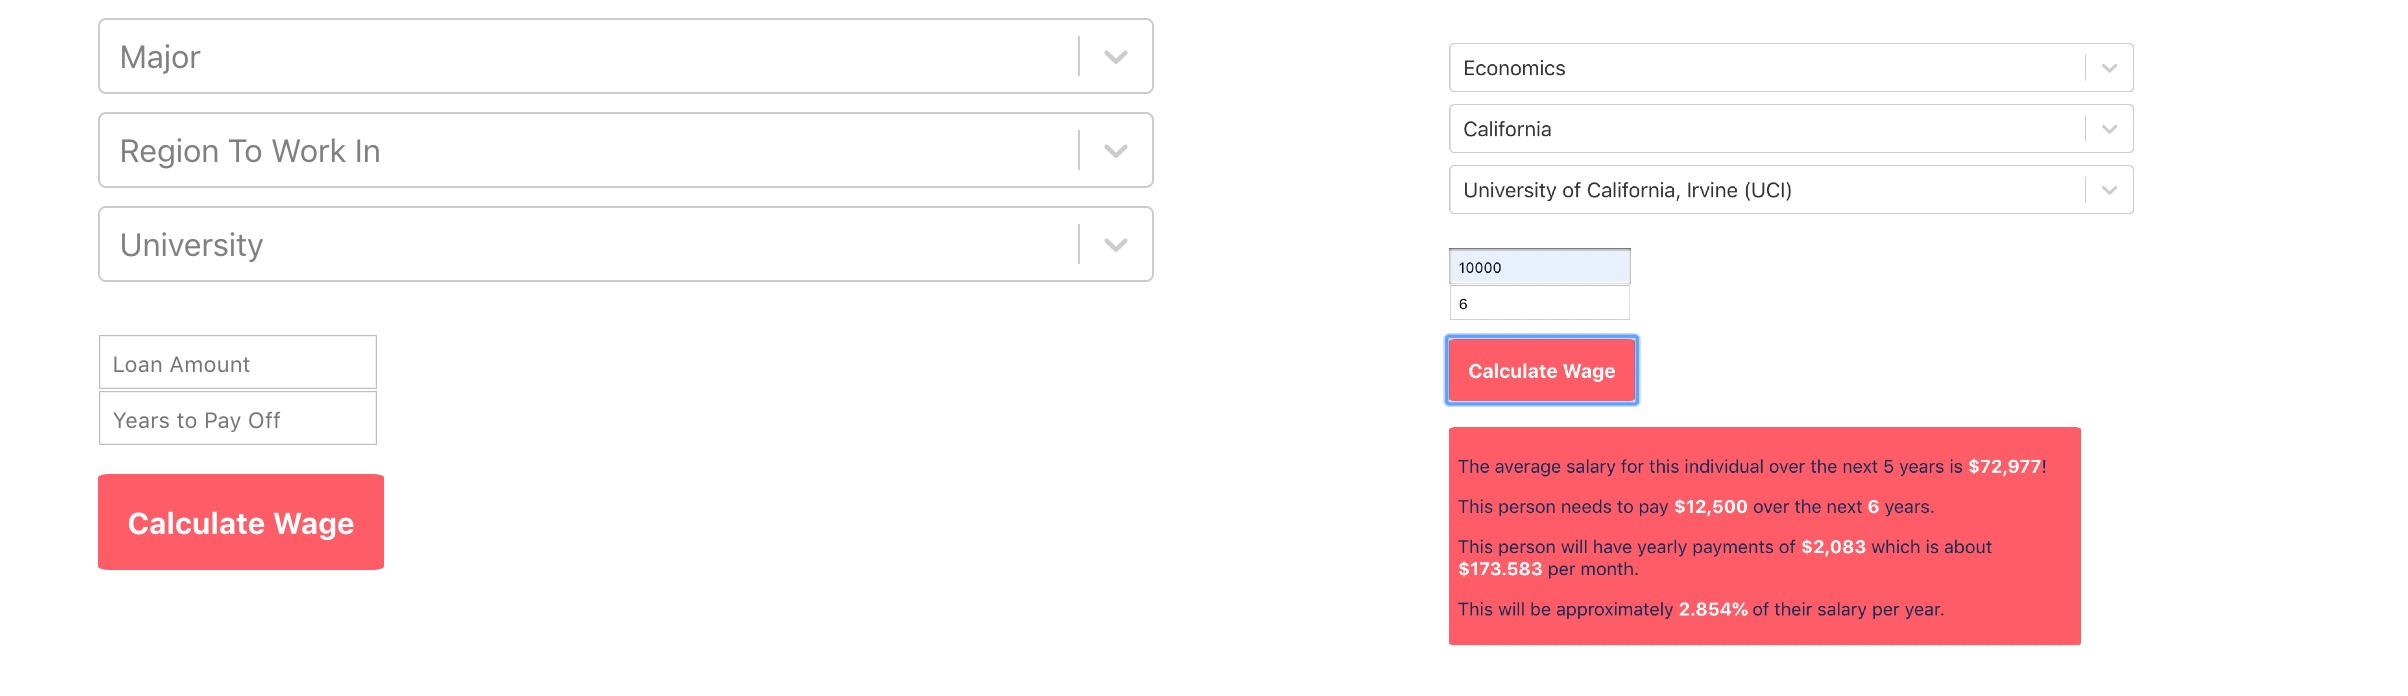 Major
Region To Work In
University
Loan Amount
Years to Pay Off
Calculate Wage
Economics
California
University of California, Irvine (UCI)
10000
6
Calculate Wage
The average salary for this individual over the next 5 years is $72,977!
This person needs to pay $12,500 over the next 6 years.
This person will have yearly payments of $2,083 which is about
$173.583 per month.
This will be approximately 2.854% of their salary per year.